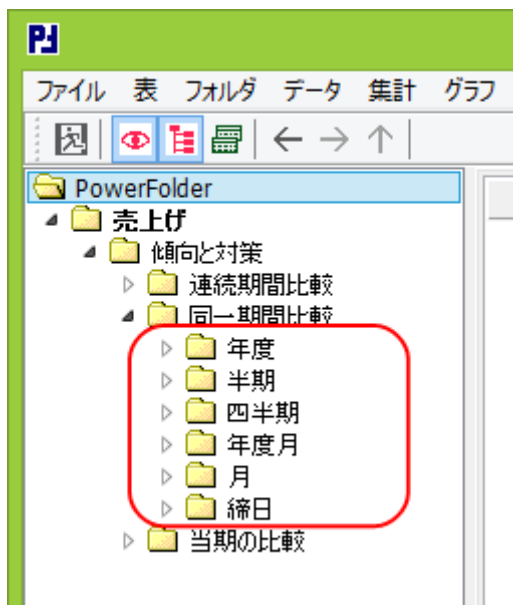 ファイル 表 フォルダ データ 集計 グラフ
PowerFolder
売上げ
傾向と対策
連続期間比較
同一期間比較
年度
半期
四半期
年度月
月
締日
当期の比較